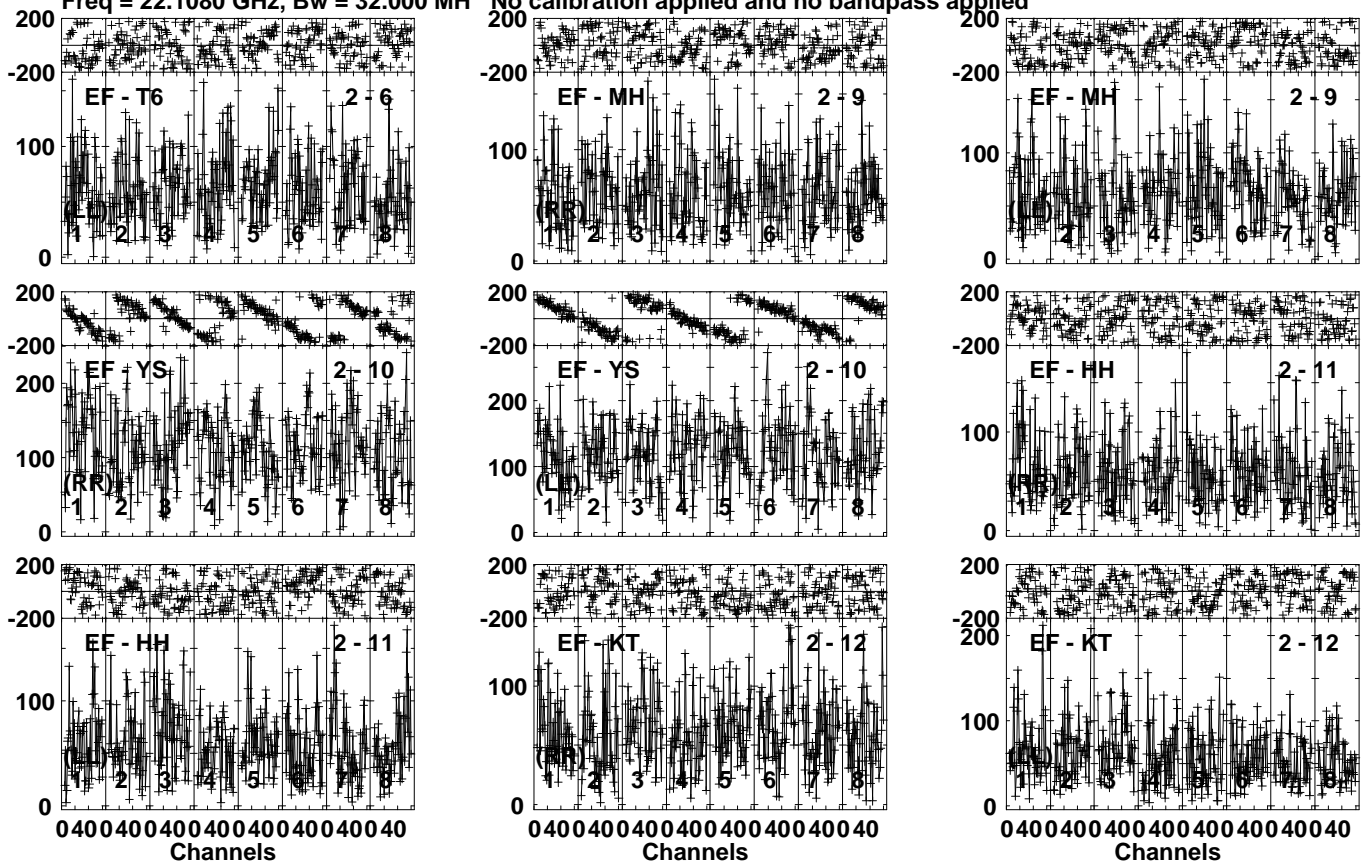 Freq = 22.1080 GHz, Bw = 32.000 MH No calibration applied and no bandpass applied
200 200 200
-200 -200 -200
EF - T6 2 - 6 EF - MH 2 - 9 EF - MH 2 - 9
100 100 100
(LL) (RR) (LL)
1 2 3 4 5 6 7 8 1 2 3 4 5 6 7 8 1 2 3 4 5 6 7 8
0 0 0
200 200 200
-200 -200 -200
EF - YS 2 - 10 EF - YS 2 - 10 EF - HH 2 - 11
200 200
100 100 100
(RR) (LL) (RR)
1 2 3 4 5 6 7 8 1 2 3 4 5 6 7 8 1 2 3 4 5 6 7 8
0 0 0
200 200 200
-200 -200 -200
EF - HH 2 - 11 EF - KT 2 - 12 EF - KT 2 - 12
200
100 100 100
(LL) (RR) (LL)
1 2 3 4 5 6 7 8 1 2 3 4 5 6 7 8 1 2 3 4 5 6 7 8
0 0 0
0 40 0 40 0 40 0 40 0 40 0 40 0 40 0 40 0 40 0 40 0 40 0 40 0 40 0 40 0 40 0 40 0 40 0 40 0 40 0 40 0 40 0 40 0 40 0 40
Channels Channels Channels